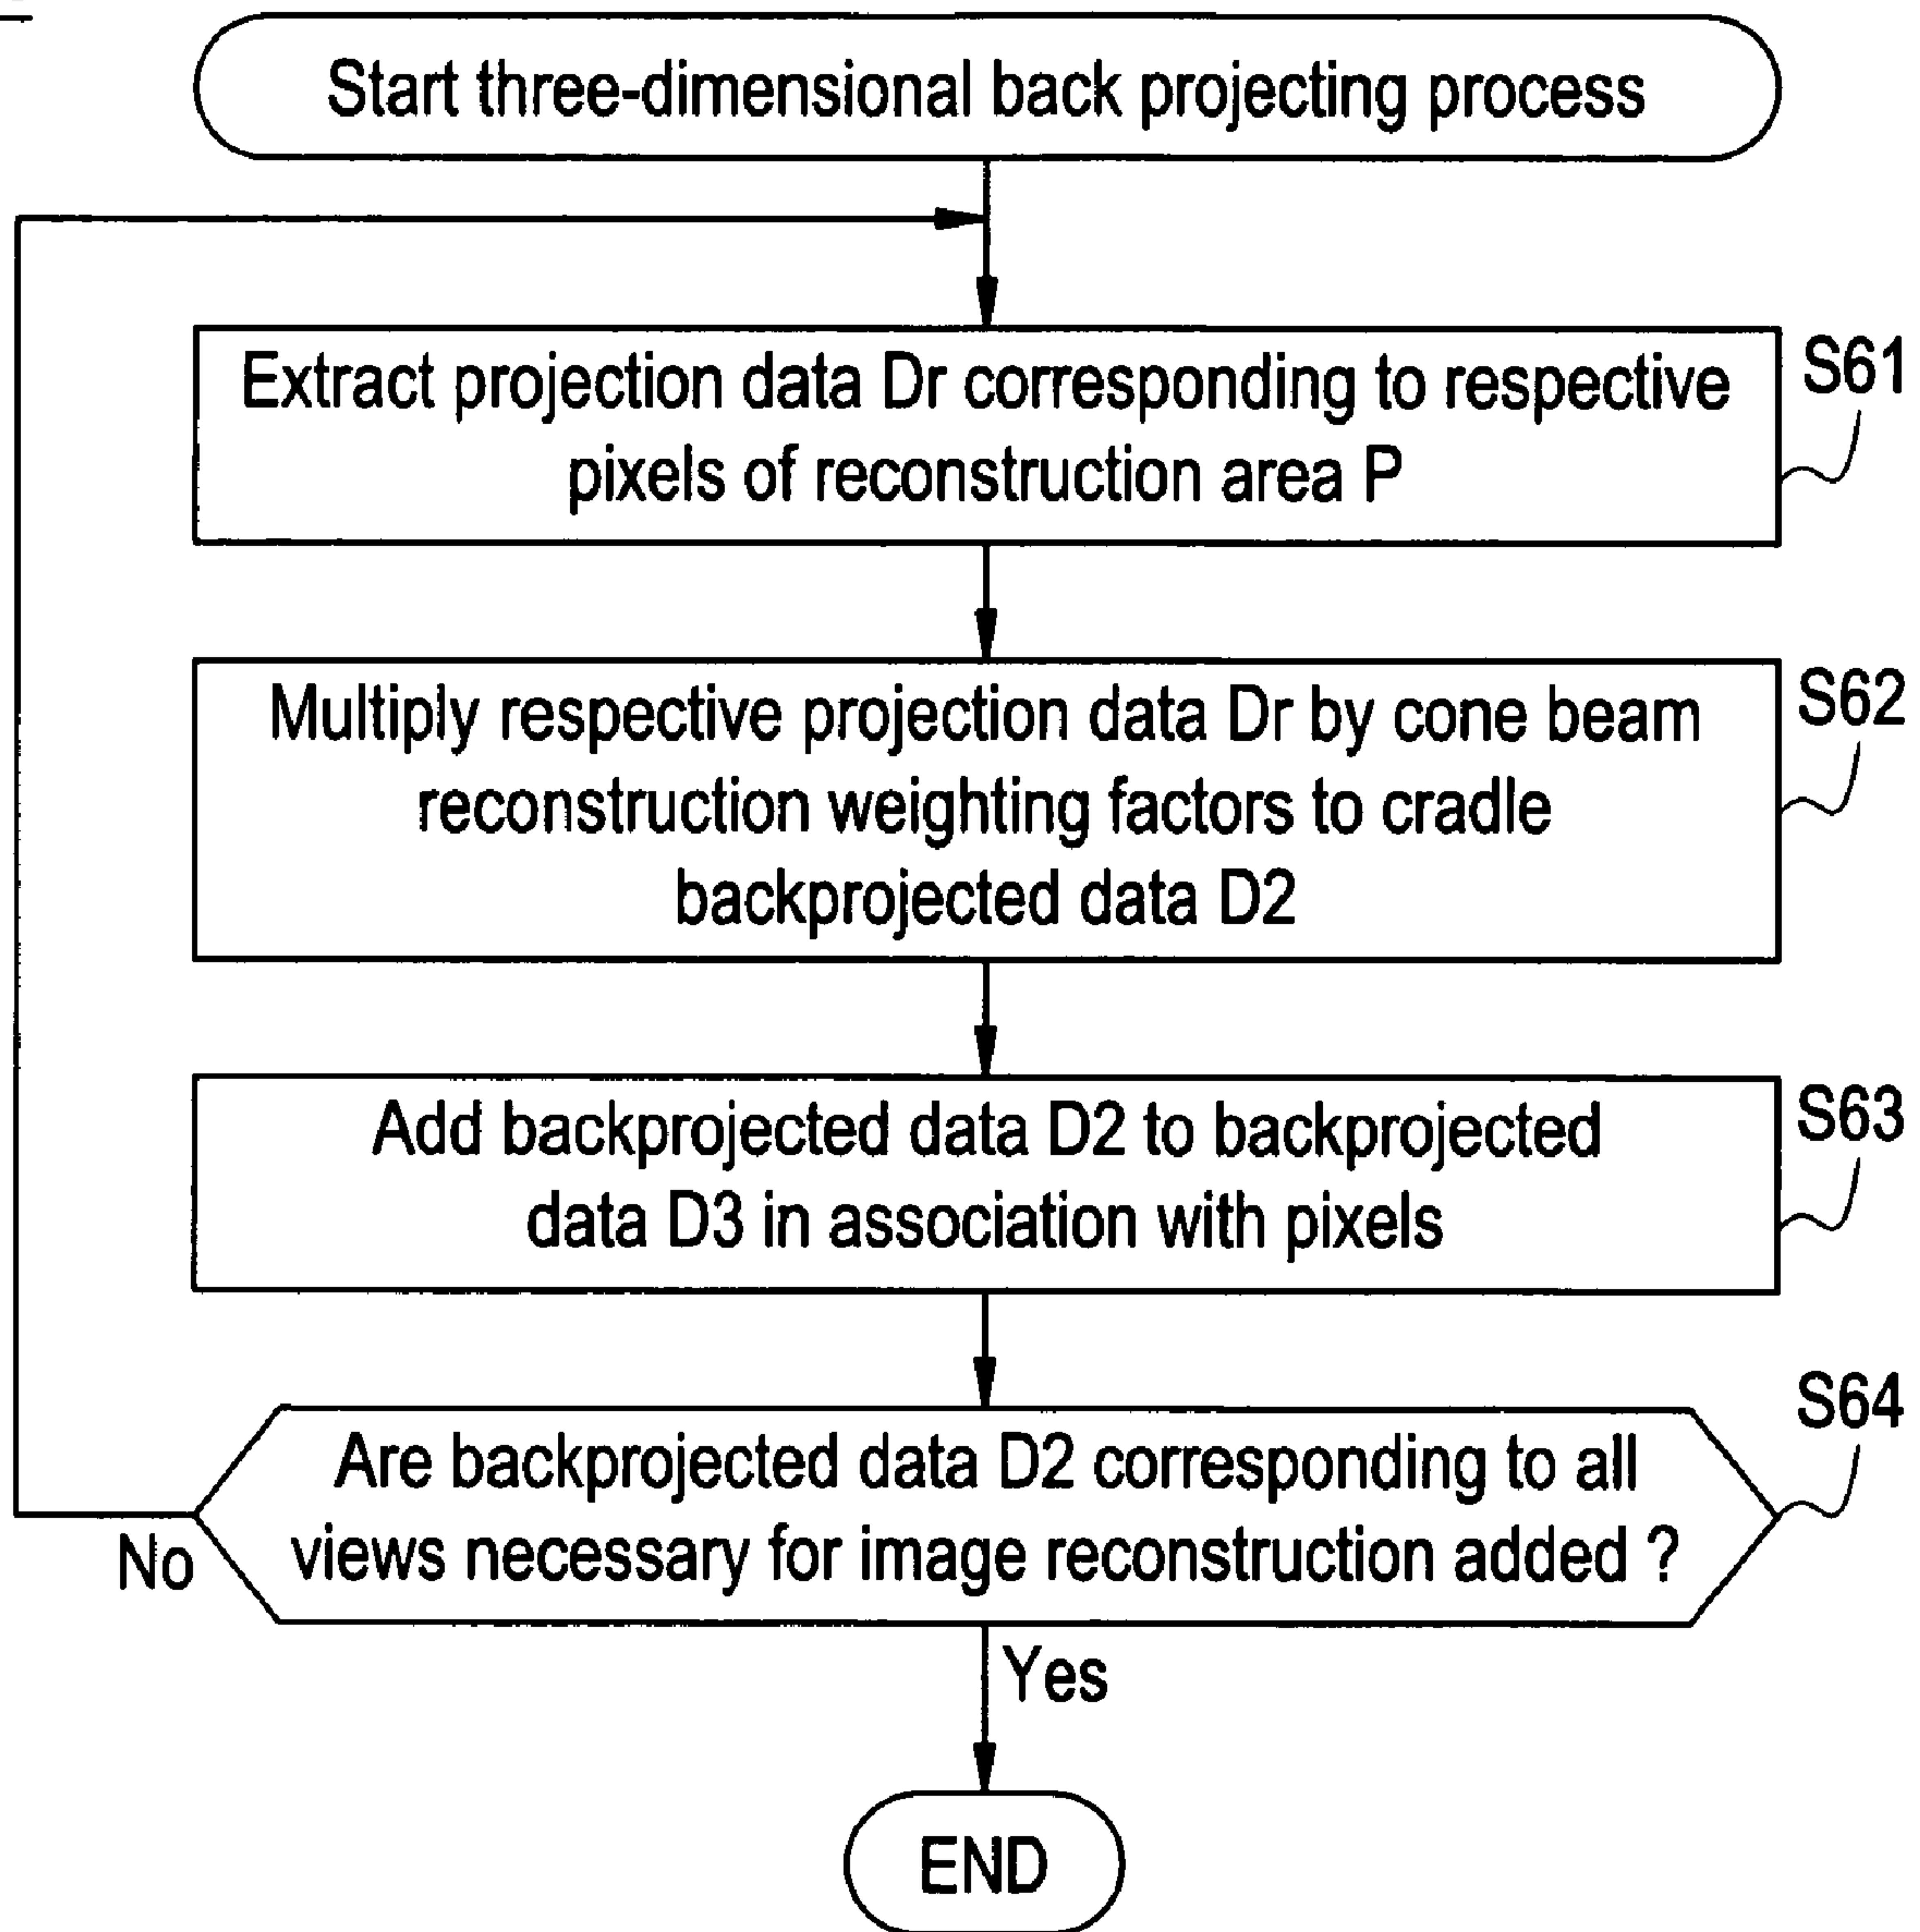 Start three-dimensional back projecting process
Extract projection data Dr corresponding to respective
pixels of reconstruction area P
S61
Multiply respective projection data Dr by cone beam
reconstruction weighting factors to cradle
backprojected data D2
S62
Add backprojected data D2 to backprojected
data D3 in association with pixels
S63
Are backprojected data D2 corresponding to all
views necessary for image reconstruction added ?
S64
No
Yes
END